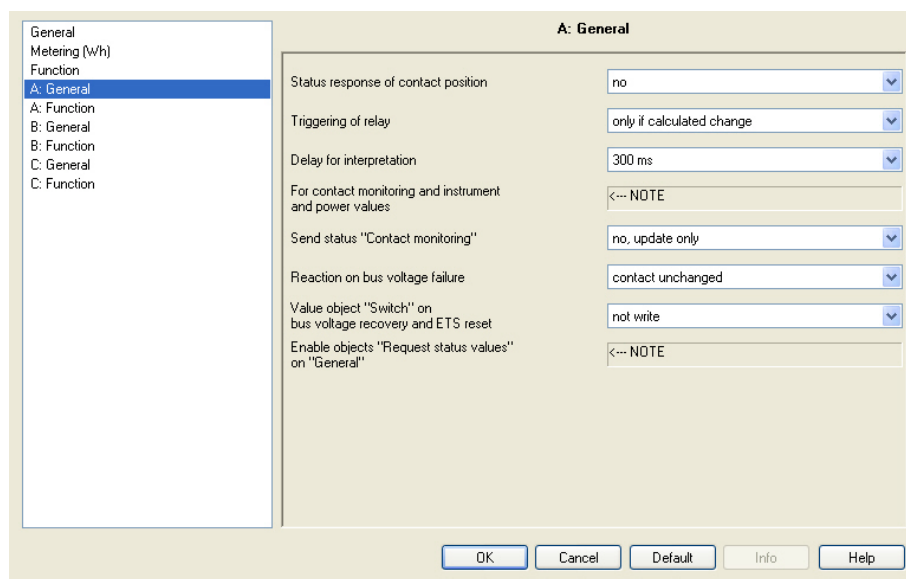 General
Metering (Wh)
Function
A: General
A: Function
B: General
B: Function
C: General
C: Function
A: General
Status response of contact position
no
Triggering of relay
only if calculated change
Delay for interpretation
300 ms
For contact monitoring and instrument
and power values
<--- NOTE
Send status "Contact monitoring"
no, update only
Reaction on bus voltage failure
contact unchanged
Value object "Switch" on
bus voltage recovery and ETS reset
not write
Enable objects "Request status values"
on "General"
<--- NOTE
OK
Cancel
Default
Info
Help